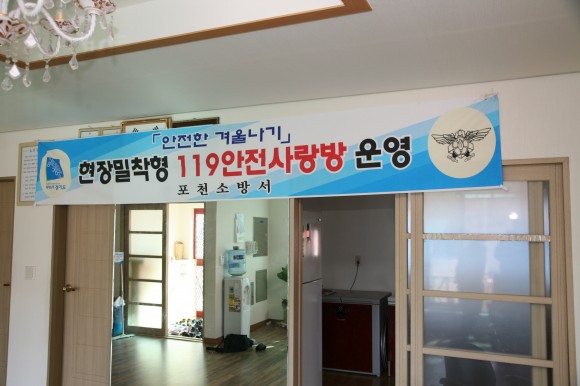 「안전한 겨울나기」
현장밀착형 119안전사랑방 운영
포천소방서